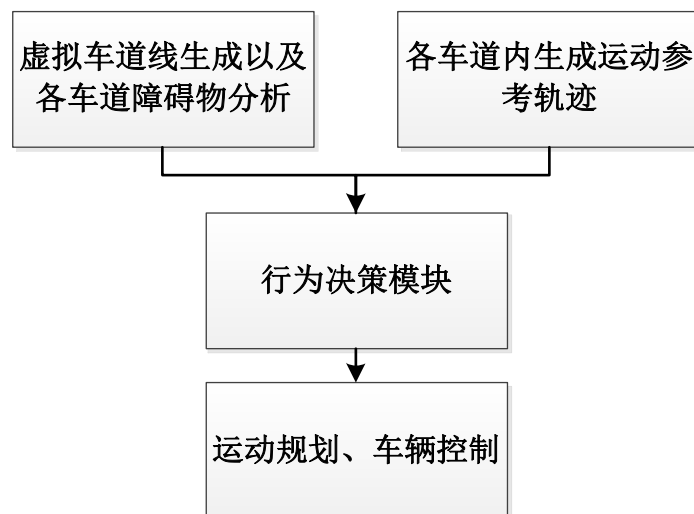 虚拟车道线生成以及
各车道障碍物分析
各车道内生成运动参
考轨迹
行为决策模块
运动规划、车辆控制